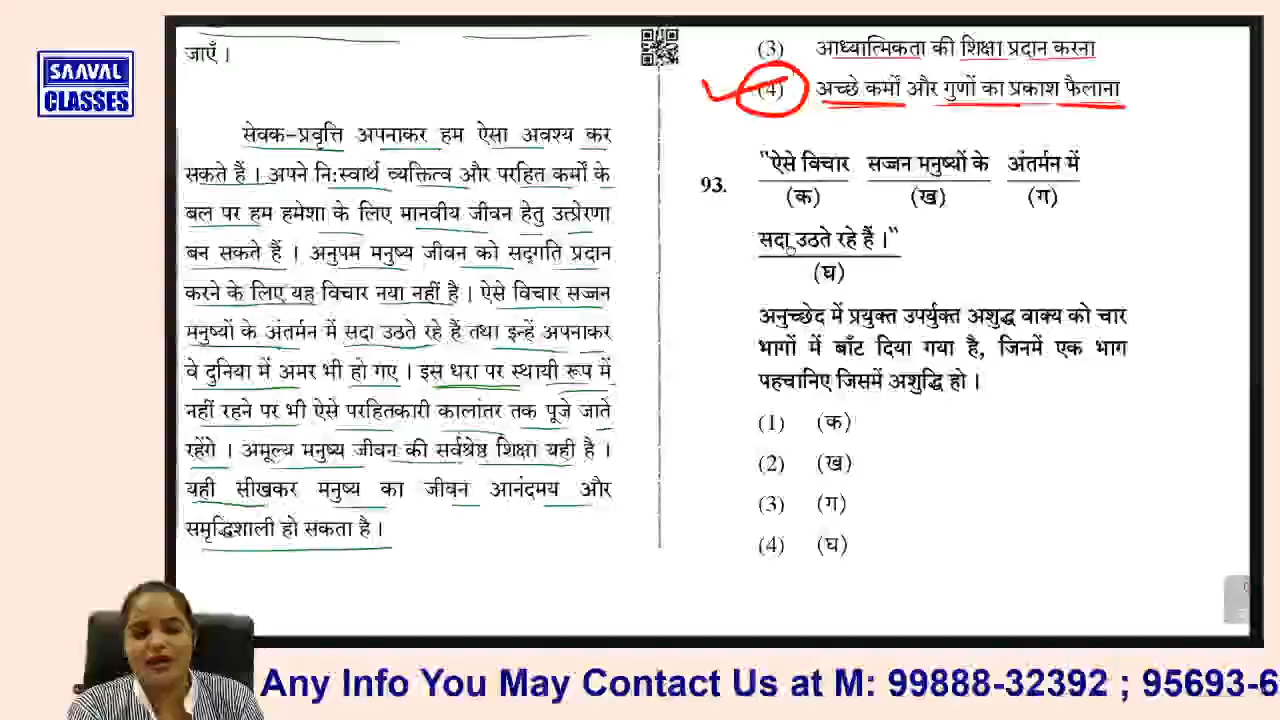 SAAVAL
CLASSES
जाएँ ।
सेवक-प्रवृत्ति अपनाकर हम ऐसा अवश्य कर
सकते हैं । अपने नि:स्वार्थ व्यक्तित्व और परहित कर्मों के
बल पर हम हमेशा के लिए मानवीय जीवन हेतु उत्प्रेरणा
बन सकते हैं । अनुपम मनुष्य जीवन को सद्‌गति प्रदान
करने के लिए यह विचार नया नहीं है । ऐसे विचार सज्जन
मनुष्यों के अंतर्मन में सदा उठते रहे हैं तथा इन्हें अपनाकर
वे दुनिया में अमर भी हो गए । इस धरा पर स्थायी रूप में
नहीं रहने पर भी ऐसे परहितकारी कालांतर तक पूजे जाते
रहेंगे । अमूल्य मनुष्य जीवन की सर्वश्रेष्ठ शिक्षा यही है ।
यही सीखकर मनुष्य का जीवन आनंदमय और
समृद्धिशाली हो सकता है ।
(3) आध्यात्मिकता की शिक्षा प्रदान करना
(4) अच्छे कर्मों और गुणों का प्रकाश फैलाना
93. "ऐसे विचार सज्जन मनुष्यों के अंतर्मन में
(क) (ख) (ग)
सदा उठते रहे हैं ।"
(घ)
अनुच्छेद में प्रयुक्त उपर्युक्त अशुद्ध वाक्य को चार
भागों में बाँट दिया गया है, जिनमें एक भाग
पहचानिए जिसमें अशुद्धि हो ।
(1) (क)
(2) (ख)
(3) (ग)
(4) (घ)
Any Info You May Contact Us at M: 99888-32392 ; 95693-6